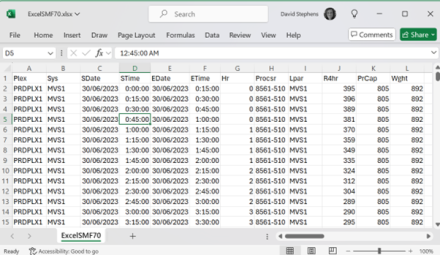 ExcelSMF70.xlsx
Search
David Stephens
File Home Insert Draw Page Layout Formulas Data Review View Help
Comments Share
D5 fx 12:45:00 AM
A B C D E F G H I J K L
1 Plex Sys SDate STime EDate ETime Hr Procsr Lpar R4hr PrCap Wght
2 PRDPLX1 MVS1 30/06/2023 0:00:00 30/06/2023 0:15:00 0 8561-510 MVS1 395 805 892
3 PRDPLX1 MVS1 30/06/2023 0:15:00 30/06/2023 0:30:00 0 8561-510 MVS1 396 805 892
4 PRDPLX1 MVS1 30/06/2023 0:30:00 30/06/2023 0:45:00 0 8561-510 MVS1 389 805 892
5 PRDPLX1 MVS1 30/06/2023 0:45:00 30/06/2023 1:00:00 0 8561-510 MVS1 381 805 892
6 PRDPLX1 MVS1 30/06/2023 1:00:00 30/06/2023 1:15:00 1 8561-510 MVS1 370 805 892
7 PRDPLX1 MVS1 30/06/2023 1:15:00 30/06/2023 1:30:00 1 8561-510 MVS1 359 805 892
8 PRDPLX1 MVS1 30/06/2023 1:30:00 30/06/2023 1:45:00 1 8561-510 MVS1 349 805 892
9 PRDPLX1 MVS1 30/06/2023 1:45:00 30/06/2023 2:00:00 1 8561-510 MVS1 335 805 892
10 PRDPLX1 MVS1 30/06/2023 2:00:00 30/06/2023 2:15:00 2 8561-510 MVS1 324 805 892
11 PRDPLX1 MVS1 30/06/2023 2:15:00 30/06/2023 2:30:00 2 8561-510 MVS1 312 805 892
12 PRDPLX1 MVS1 30/06/2023 2:30:00 30/06/2023 2:45:00 2 8561-510 MVS1 304 805 892
13 PRDPLX1 MVS1 30/06/2023 2:45:00 30/06/2023 3:00:00 2 8561-510 MVS1 289 805 892
14 PRDPLX1 MVS1 30/06/2023 3:00:00 30/06/2023 3:15:00 3 8561-510 MVS1 290 805 892
15 PRDPLX1 MVS1 30/06/2023 3:15:00 30/06/2023 3:30:00 3 8561-510 MVS1 296 805 892
ExcelSMF70
Ready Accessibility: Good to go 100%